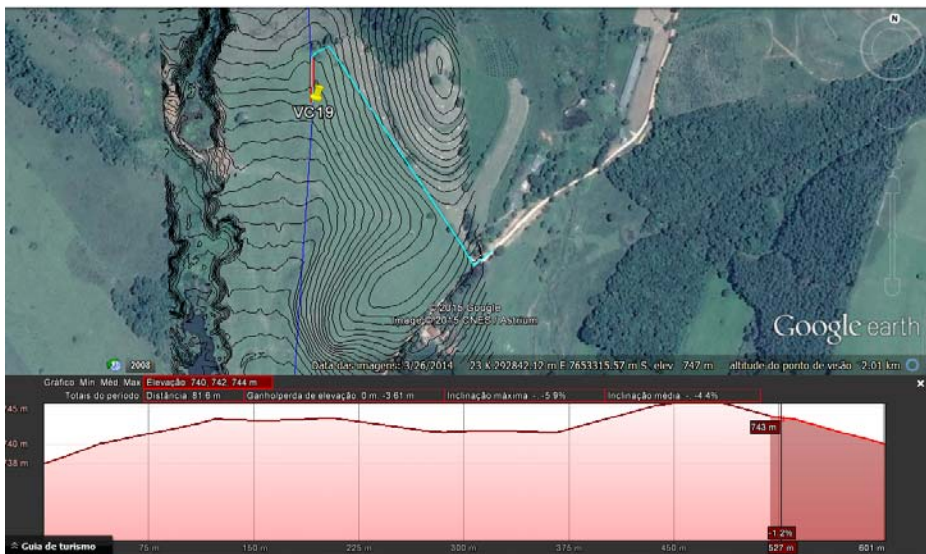 N
VC19
© 2015 Google
Image © 2015 CNES / Astrium
Google earth
2008
Data das imagens: 3/26/2014 23 K 292842.12 m E 7653315.57 m S elev 747 m altitude do ponto de visão 2.01 km
Gráfico Mín Méd Máx Elevação 740, 742, 744 m
Totais do período Distância 81.6 m Ganho/perda de elevação 0 m, -3.61 m Inclinação máxima -, -5.9% Inclinação média -, -4.4%
745 m
740 m
738 m
743 m
-1.2%
Guia de turismo
75 m 150 m 225 m 300 m 375 m 450 m 527 m 601 m